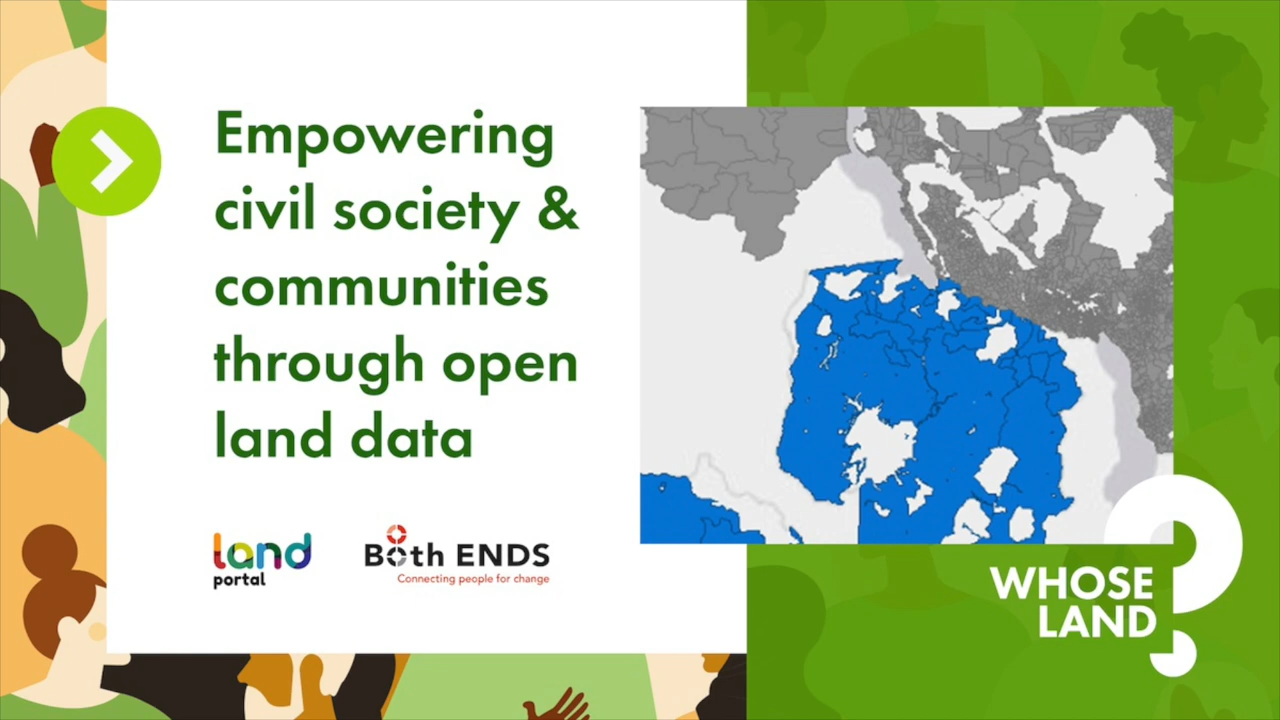 Empowering
civil society &
communities
through open
land data
land
portal
Both ENDS
Connecting people for change
WHOSE
LAND
?